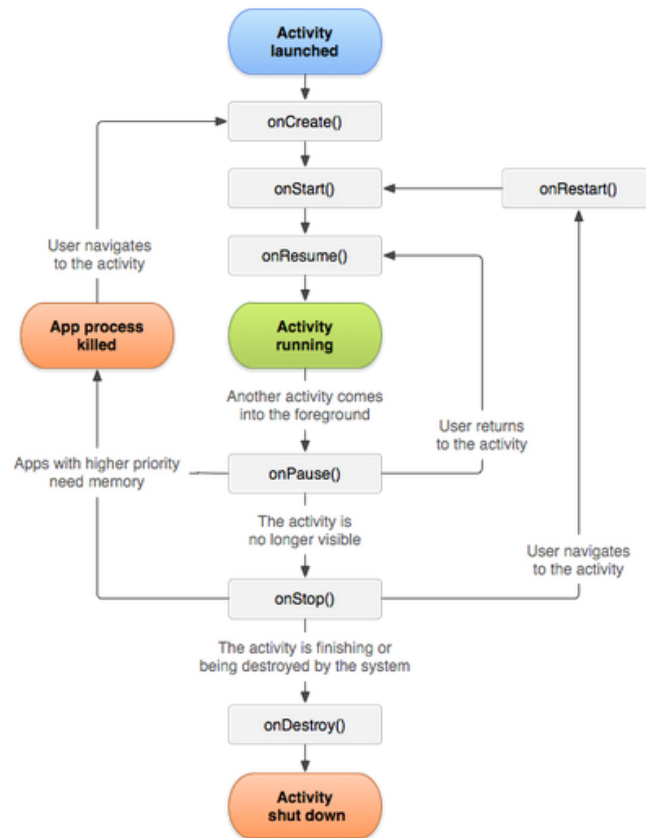 Activity
launched
onCreate()
onStart()
onRestart()
User navigates
to the activity
onResume()
App process
killed
Activity
running
Another activity comes
into the foreground
User returns
to the activity
Apps with higher priority
need memory
onPause()
The activity is
no longer visible
User navigates
to the activity
onStop()
The activity is finishing or
being destroyed by the system
onDestroy()
Activity
shut down